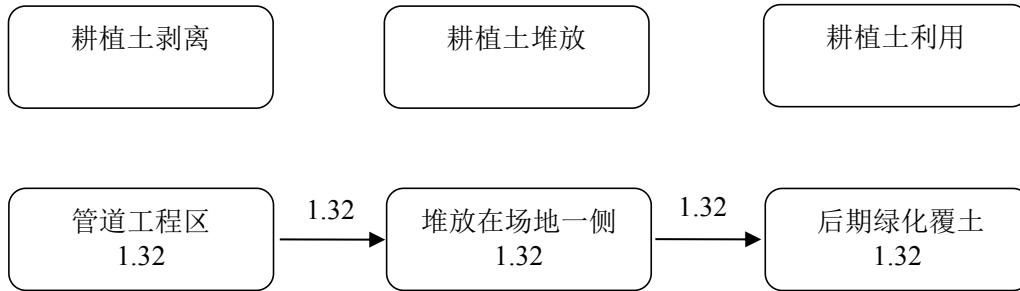 耕植土剥离
耕植土堆放
耕植土利用
管道工程区
1.32
1.32
堆放在场地一侧
1.32
1.32
后期绿化覆土
1.32